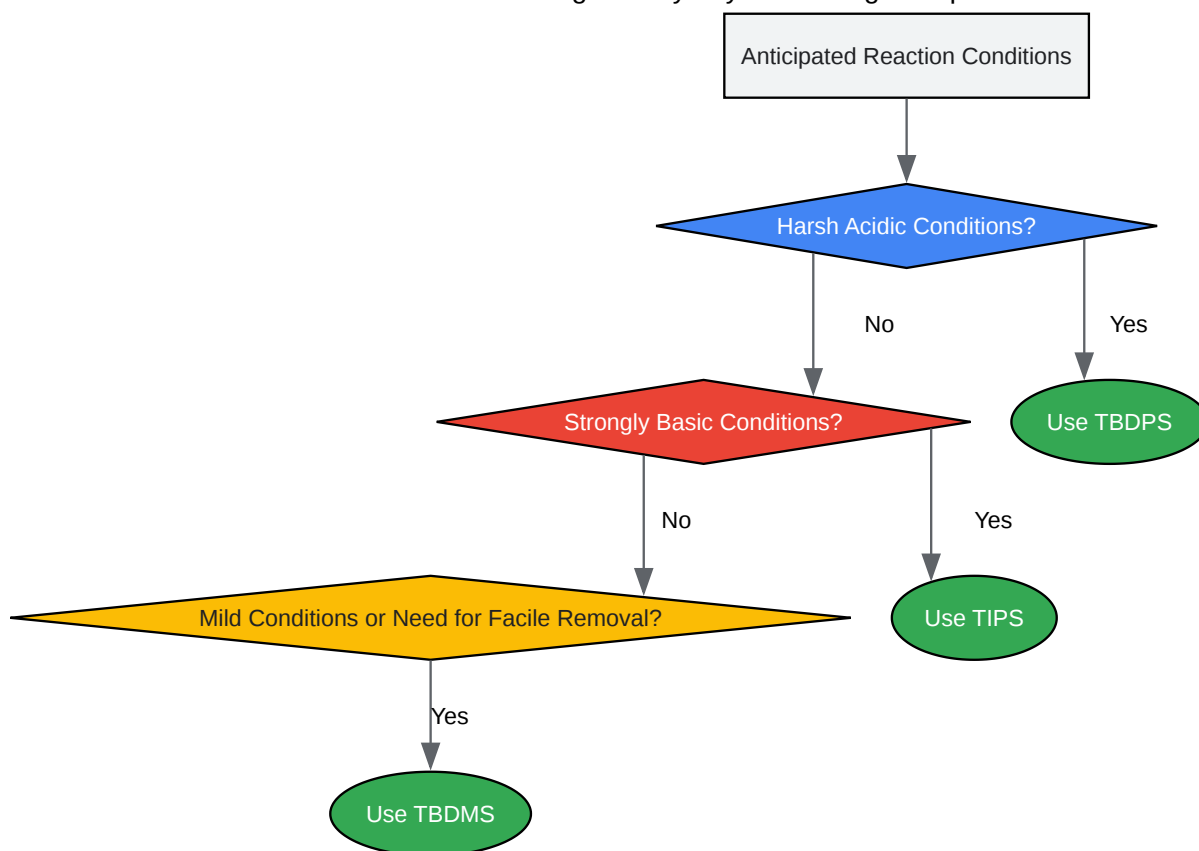 Anticipated Reaction Conditions
Harsh Acidic Conditions?
No
Yes
Strongly Basic Conditions?
Use TBDPS
No
Yes
Mild Conditions or Need for Facile Removal?
Use TIPS
Yes
Use TBDMS